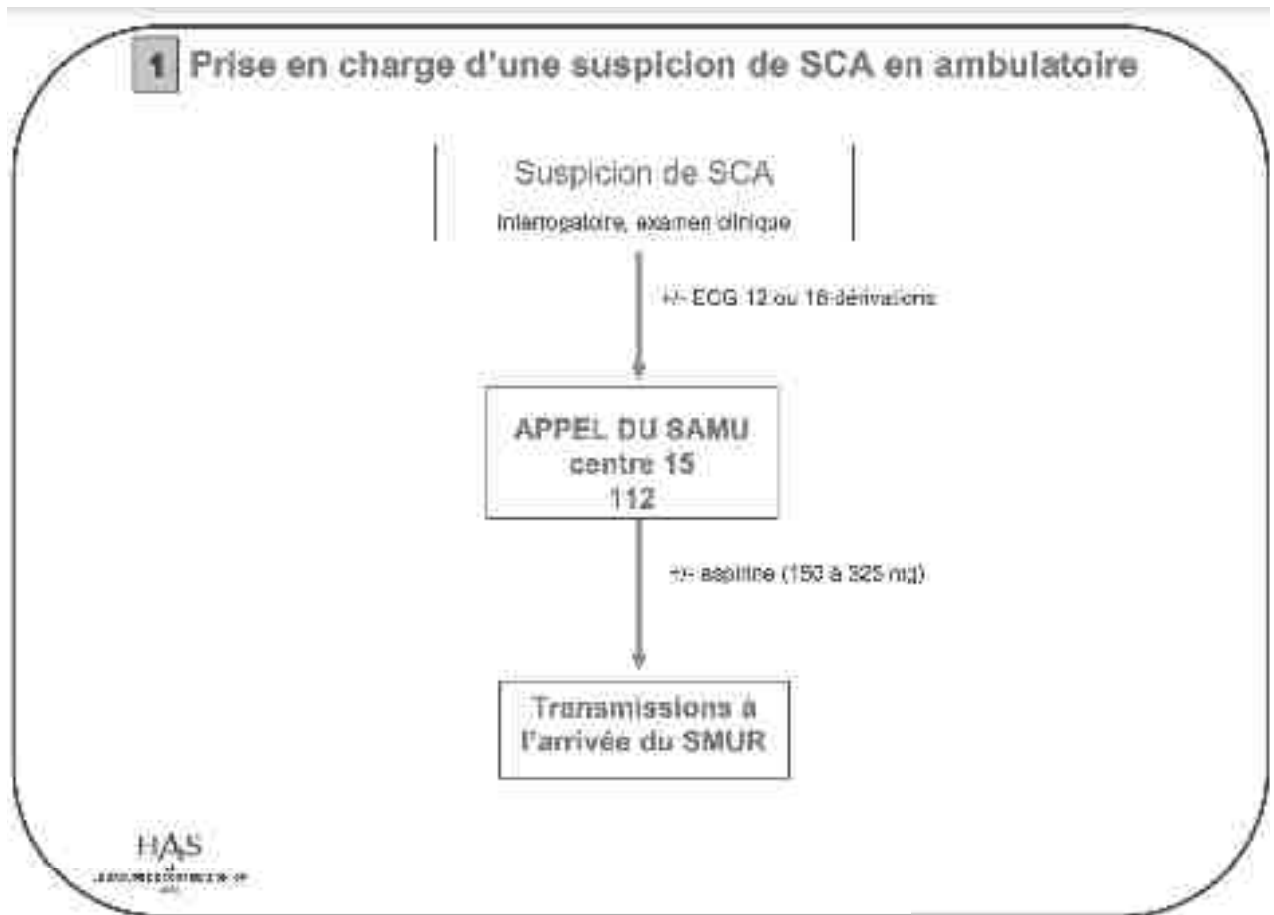 1 Prise en charge d'une suspicion de SCA en ambulatoire
Suspicion de SCA
Interrogatoire, examen clinique
+/- ECG 12 ou 18 dérivations
APPEL DU SAMU
centre 15
112
+/- aspirine (150 à 325 mg)
Transmissions à
l'arrivée du SMUR
HAS